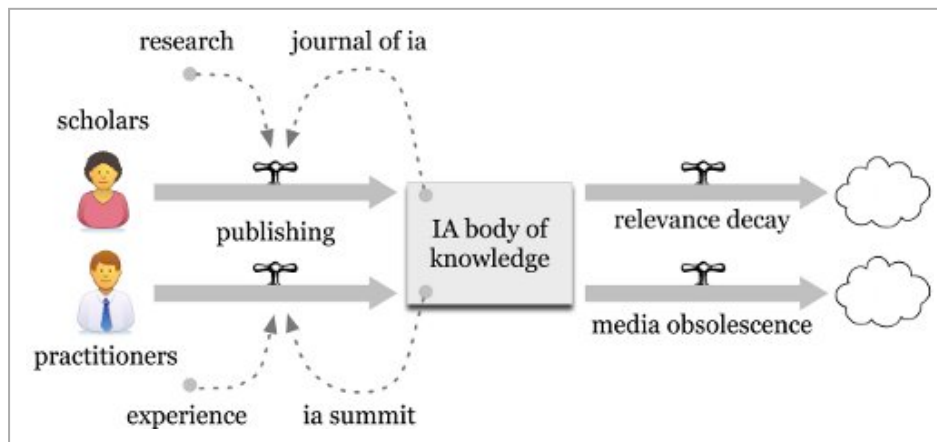 research
journal of ia
scholars
publishing
IA body of
knowledge
relevance decay
media obsolescence
practitioners
experience
ia summit